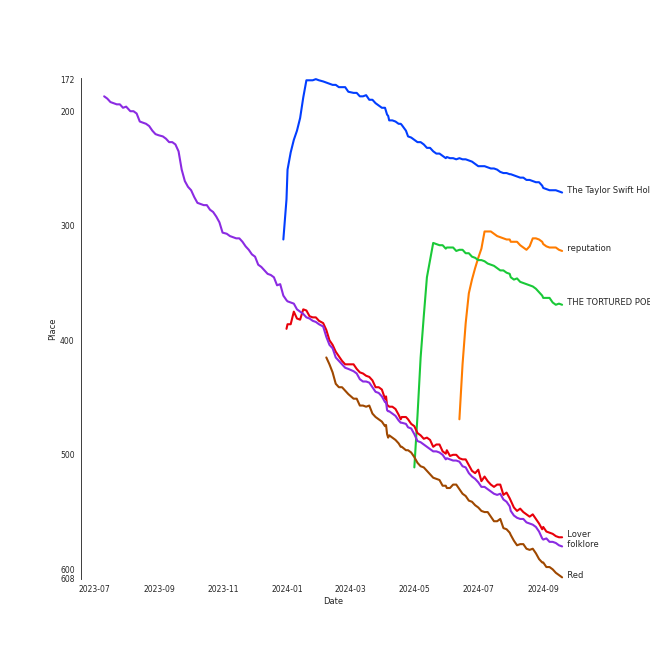 172
200
300
400
500
600
608
Place
2023-07
2023-09
2023-11
2024-01
2024-03
2024-05
2024-07
2024-09
Date
The Taylor Swift Hol
reputation
THE TORTURED POE
Lover
folklore
Red